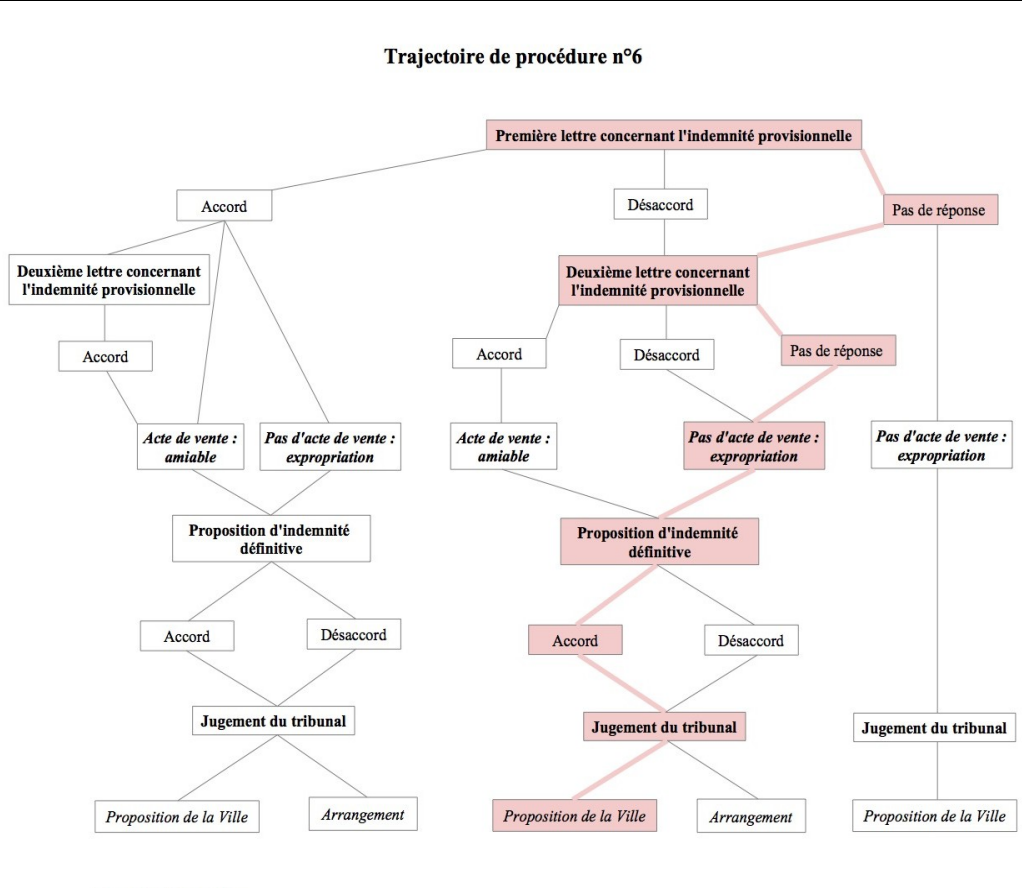 Trajectoire de procédure n°6
Première lettre concernant l'indemnité provisionnelle
Accord
Désaccord
Pas de réponse
Deuxième lettre concernant
l'indemnité provisionnelle
Deuxième lettre concernant
l'indemnité provisionnelle
Accord
Accord
Désaccord
Pas de réponse
Acte de vente :
amiable
Pas d'acte de vente :
expropriation
Acte de vente :
amiable
Pas d'acte de vente :
expropriation
Pas d'acte de vente :
expropriation
Proposition d'indemnité
définitive
Proposition d'indemnité
définitive
Accord
Désaccord
Accord
Désaccord
Jugement du tribunal
Jugement du tribunal
Jugement du tribunal
Proposition de la Ville
Arrangement
Proposition de la Ville
Arrangement
Proposition de la Ville